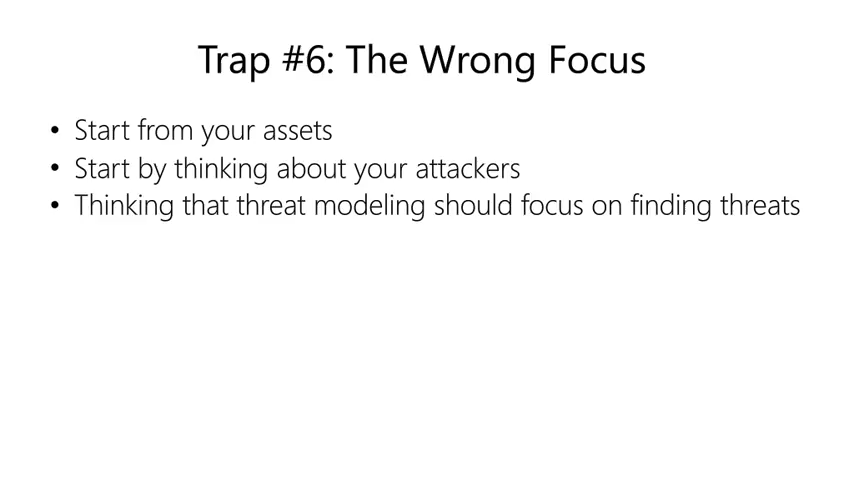 Trap #6: The Wrong Focus
• Start from your assets
• Start by thinking about your attackers
• Thinking that threat modeling should focus on finding threats